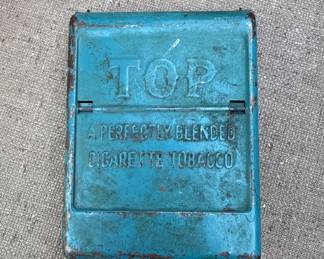 TOP
A PERFECTLY BLENDED
CIGARETTE TOBACCO